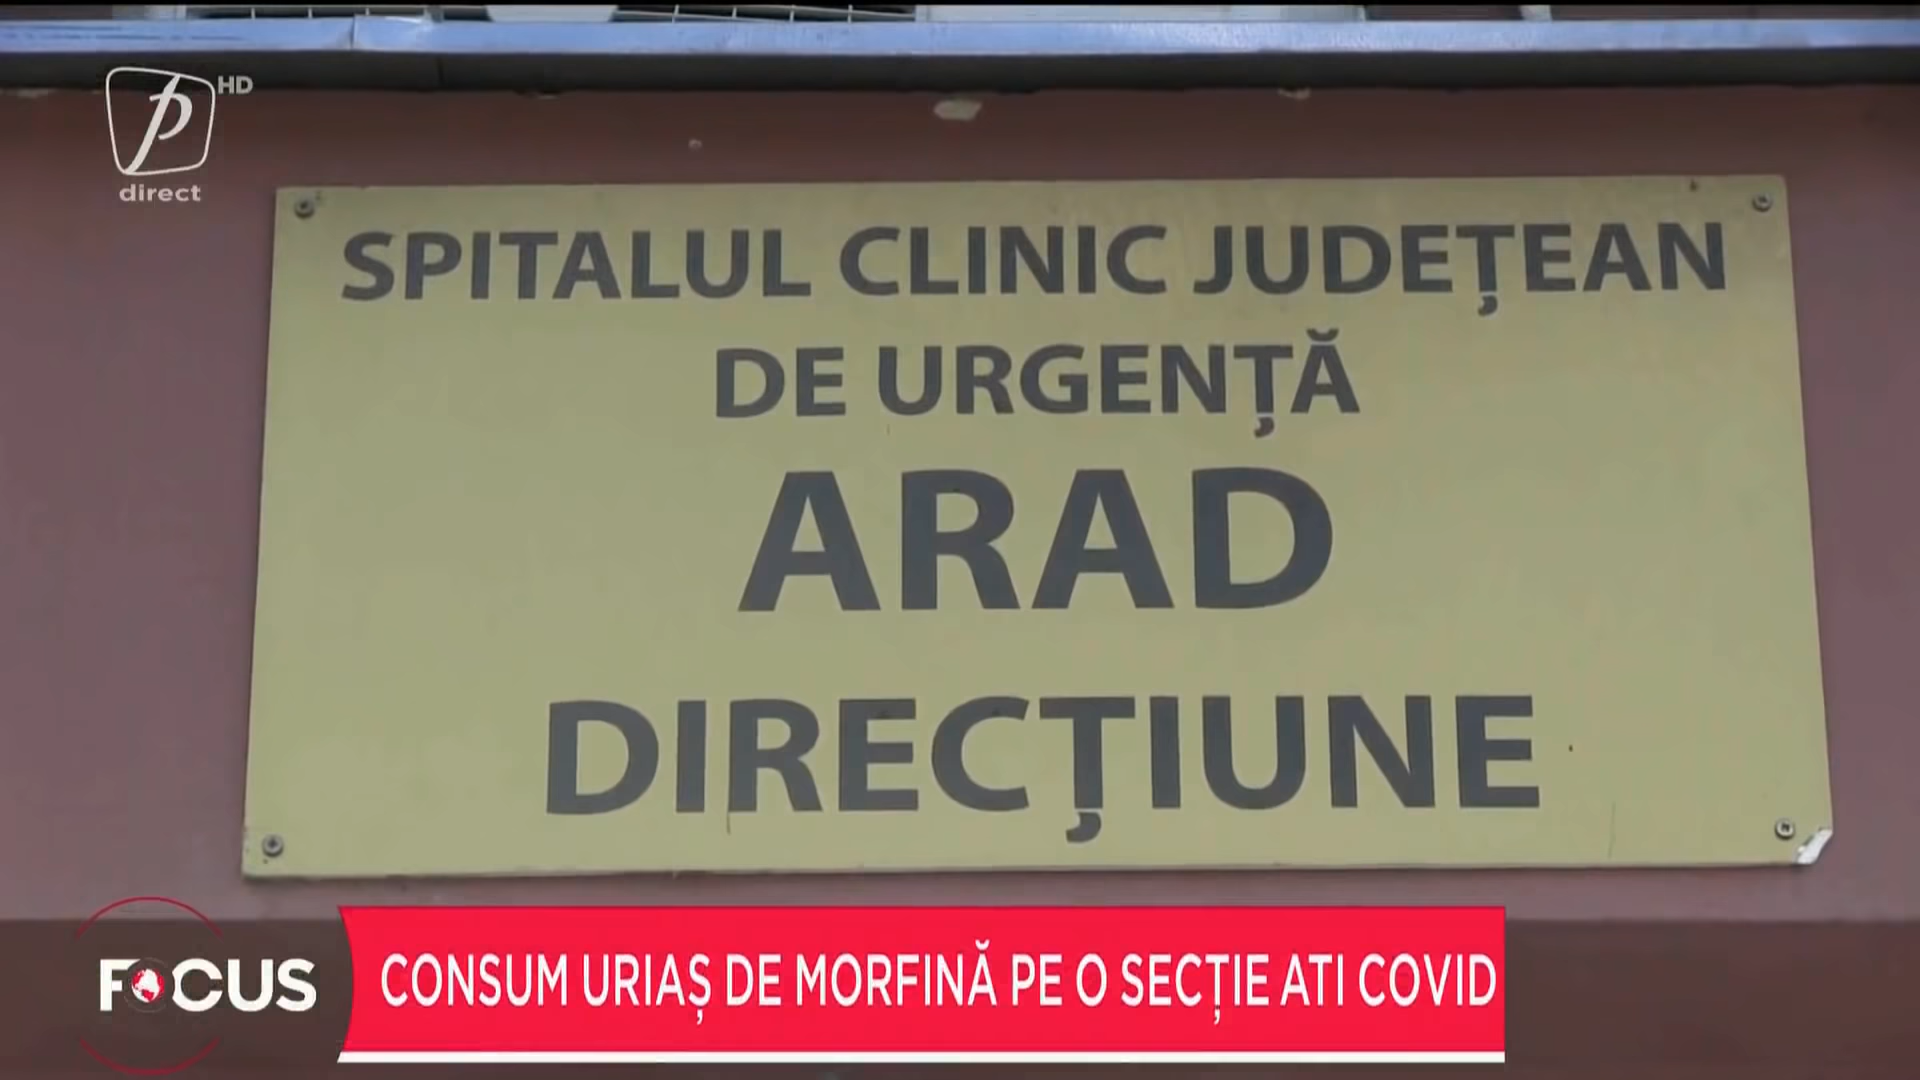 p HD
direct
SPITALUL CLINIC JUDEȚEAN
DE URGENȚĂ
ARAD
DIRECȚIUNE
FOCUS
CONSUM URIAȘ DE MORFINĂ PE O SECȚIE ATI COVID